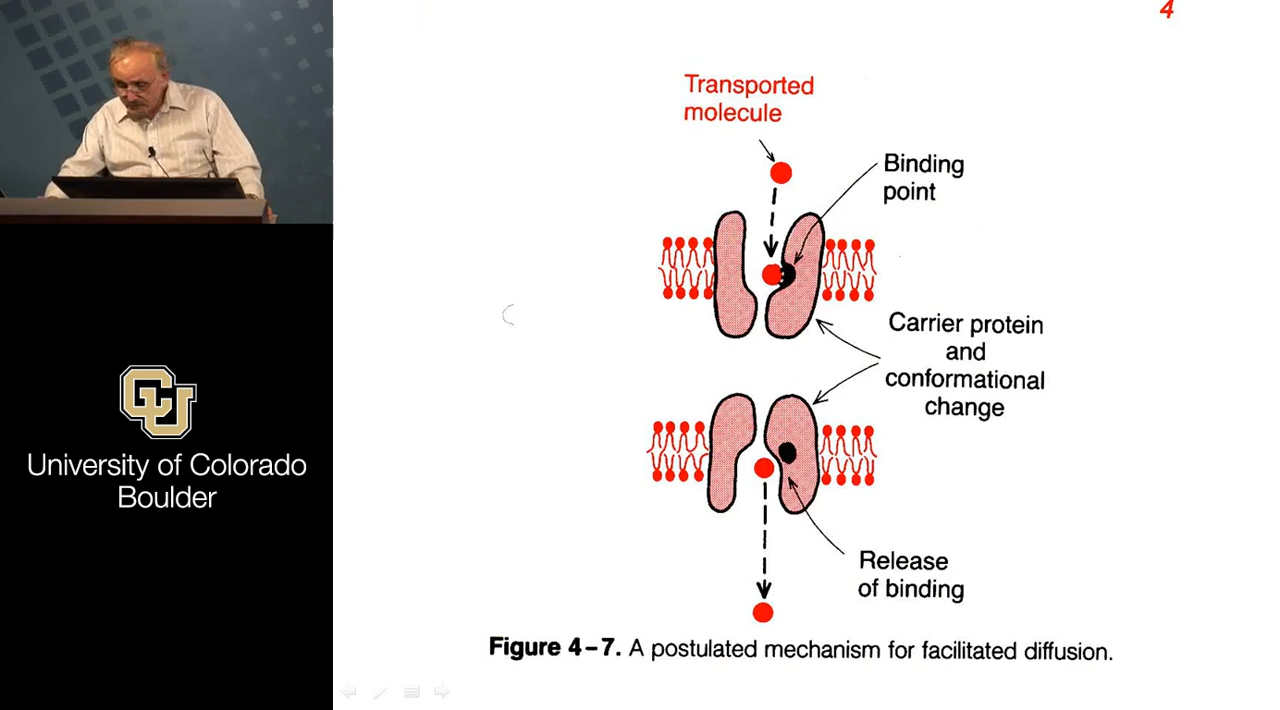 4
Transported
molecule
Binding
point
Carrier protein
and
conformational
change
Release
of binding
Figure 4-7. A postulated mechanism for facilitated diffusion.
CU
University of Colorado
Boulder